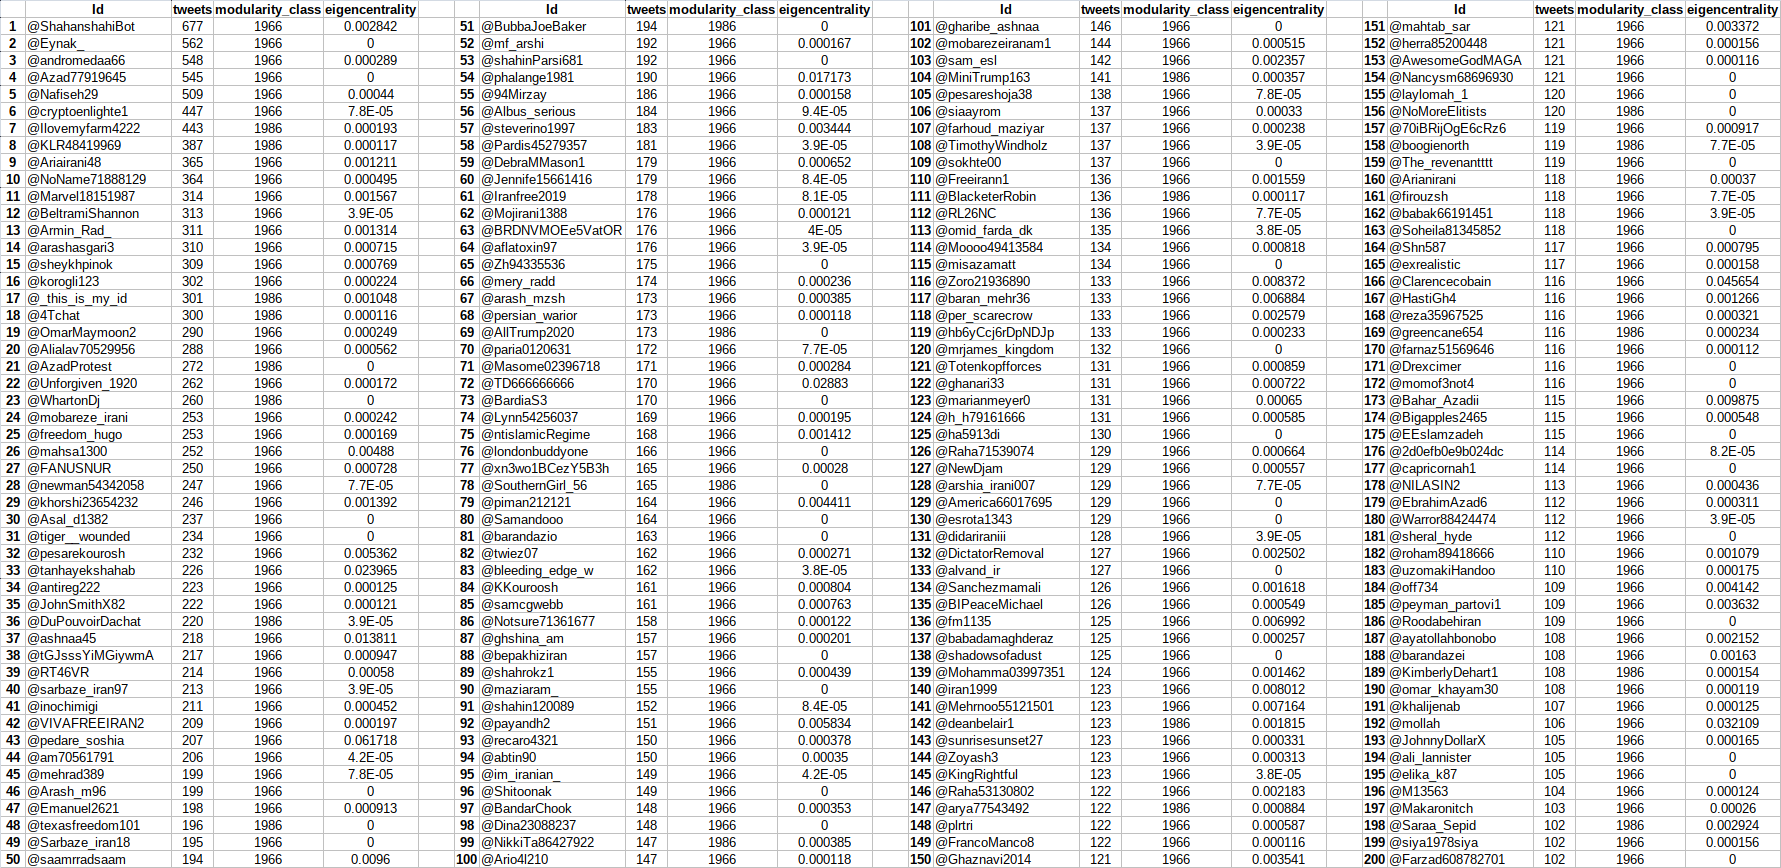 Id tweets modularity_class eigencentrality Id tweets modularity_class eigencentrality Id tweets modularity_class eigencentrality Id tweets modularity_class eigencentrality
1 @ShahanshahiBot 677 1966 0.002842 51 @BubbaJoeBaker 194 1986 0 101 @gharibe_ashnaa 146 1966 0 151 @mahtab_sar 121 1966 0.003372
2 @Eynak_ 562 1966 0 52 @mf_arshi 192 1966 0.000167 102 @mobarezeiranam1 144 1966 0.000515 152 @herra85200448 121 1966 0.000156
3 @andromedaa66 548 1966 0.000289 53 @shahinParsi681 192 1966 0 103 @sam_esl 142 1966 0.002357 153 @AwesomeGodMAGA 121 1966 0.000116
4 @Azad77919645 545 1966 0 54 @phalange1981 190 1966 0.017173 104 @MiniTrump163 141 1986 0.000357 154 @Nancysm68696930 121 1966 0
5 @Nafiseh29 509 1966 0.00044 55 @94Mirzay 186 1966 0.000158 105 @pesareshoja38 138 1966 7.8E-05 155 @laylomah_1 120 1966 0
6 @cryptoenlighte1 447 1966 7.8E-05 56 @Albus_serious 184 1966 9.4E-05 106 @siaayrom 137 1966 0.00033 156 @NoMoreElitists 120 1986 0
7 @Ilovemyfarm4222 443 1986 0.000193 57 @steverino1997 183 1966 0.003444 107 @farhoud_maziyar 137 1966 0.000238 157 @70iBRijOgE6cRz6 119 1966 0.000917
8 @KLR48419969 387 1986 0.000117 58 @Pardis45279357 181 1966 3.9E-05 108 @TimothyWindholz 137 1966 3.9E-05 158 @boogienorth 119 1986 7.7E-05
9 @Ariairani48 365 1966 0.001211 59 @DebraMMason1 179 1966 0.000652 109 @sokhte00 137 1966 0 159 @The_revenantttt 119 1966 0
10 @NoName71888129 364 1966 0.000495 60 @Jennife15661416 179 1966 8.4E-05 110 @Freeirann1 136 1966 0.001559 160 @Arianirani 118 1966 0.00037
11 @Marvel18151987 314 1966 0.001567 61 @Iranfree2019 178 1966 8.1E-05 111 @BlacketerRobin 136 1986 0.000117 161 @firouzsh 118 1966 7.7E-05
12 @BeltramiShannon 313 1966 3.9E-05 62 @Mojirani1388 176 1966 0.000121 112 @RL26NC 136 1966 7.7E-05 162 @babak66191451 118 1966 3.9E-05
13 @Armin_Rad_ 311 1966 0.001314 63 @BRDNVMOEe5VatOR 176 1966 4E-05 113 @omid_farda_dk 135 1966 3.8E-05 163 @Soheila81345852 118 1966 0
14 @arashasgari3 310 1966 0.000715 64 @aflatoxin97 176 1966 3.9E-05 114 @Moooo49413584 134 1966 0.000818 164 @Shn587 117 1966 0.000795
15 @sheykhpinok 309 1966 0.000769 65 @Zh94335536 175 1966 0 115 @misazamatt 134 1966 0 165 @exrealistic 117 1966 0.000158
16 @korogli123 302 1966 0.000224 66 @mery_radd 174 1966 0.000236 116 @Zoro21936890 133 1966 0.008372 166 @Clarencecobain 116 1966 0.045654
17 @_this_is_my_id 301 1986 0.001048 67 @arash_mzsh 173 1966 0.000385 117 @baran_mehr36 133 1966 0.006884 167 @HastiGh4 116 1966 0.001266
18 @4Tchat 300 1986 0.000116 68 @persian_warior 173 1966 0.000118 118 @per_scarecrow 133 1966 0.002579 168 @reza35967525 116 1966 0.000321
19 @OmarMaymoon2 290 1966 0.000249 69 @AllTrump2020 173 1986 0 119 @hb6yCcj6rDpNDJp 133 1966 0.000233 169 @greencane654 116 1986 0.000234
20 @Alialav70529956 288 1966 0.000562 70 @paria0120631 172 1966 7.7E-05 120 @mrjames_kingdom 132 1966 0 170 @farnaz51569646 116 1966 0.000112
21 @AzadProtest 272 1986 0 71 @Masome02396718 171 1966 0.000284 121 @Totenkopfforces 131 1966 0.000859 171 @Drexcimer 116 1966 0
22 @Unforgiven_1920 262 1966 0.000172 72 @TD666666666 170 1966 0.02883 122 @ghanari33 131 1966 0.000722 172 @momof3not4 116 1966 0
23 @WhartonDj 260 1986 0 73 @BardiaS3 170 1966 0 123 @marianmeyer0 131 1966 0.00065 173 @Bahar_Azadii 115 1966 0.009875
24 @mobareze_irani 253 1966 0.000242 74 @Lynn54256037 169 1966 0.000195 124 @h_h79161666 131 1966 0.000585 174 @Bigapples2465 115 1966 0.000548
25 @freedom_hugo 253 1966 0.000169 75 @ntislamicRegime 168 1966 0.001412 125 @ha5913di 130 1966 0 175 @EEslamzadeh 115 1966 0
26 @mahsa1300 252 1966 0.00488 76 @londonbuddyone 166 1966 0 126 @Raha71539074 129 1966 0.000664 176 @2d0efb0e9b024dc 114 1966 8.2E-05
27 @FANUSNUR 250 1966 0.000728 77 @xn3wo1BCezY5B3h 165 1966 0.00028 127 @NewDjam 129 1966 0.000557 177 @capricornah1 114 1966 0
28 @newman54342058 247 1966 7.7E-05 78 @SouthernGirl_56 165 1986 0 128 @arshia_irani007 129 1966 7.7E-05 178 @NILASIN2 113 1966 0.000436
29 @khorshi23654232 246 1966 0.001392 79 @piman212121 164 1966 0.004411 129 @America66017695 129 1966 0 179 @EbrahimAzad6 112 1966 0.000311
30 @Asal_d1382 237 1966 0 80 @Samandooo 164 1966 0 130 @esrota1343 129 1966 0 180 @Warror88424474 112 1966 3.9E-05
31 @tiger__wounded 234 1966 0 81 @barandazio 163 1966 0 131 @didariraniii 128 1966 3.9E-05 181 @sheral_hyde 112 1966 0
32 @pesarekourosh 232 1966 0.005362 82 @twiez07 162 1966 0.000271 132 @DictatorRemoval 127 1966 0.002502 182 @roham89418666 110 1966 0.001079
33 @tanhayekshahab 226 1966 0.023965 83 @bleeding_edge_w 162 1966 3.8E-05 133 @alvand_ir 127 1966 0 183 @uzomakiHandoo 110 1966 0.000175
34 @antireg222 223 1966 0.000125 84 @KKouroosh 161 1966 0.000804 134 @Sanchezmamali 126 1966 0.001618 184 @off734 109 1966 0.004142
35 @JohnSmithX82 222 1966 0.000121 85 @samcgwebb 161 1966 0.000763 135 @BIPeaceMichael 126 1966 0.000549 185 @peyman_partovi1 109 1966 0.003632
36 @DuPouvoirDachat 220 1986 3.9E-05 86 @Notsure71361677 158 1966 0.000122 136 @fm1135 125 1966 0.006992 186 @Roodabehiran 109 1966 0
37 @ashnaa45 218 1966 0.013811 87 @ghshina_am 157 1966 0.000201 137 @babadamaghderaz 125 1966 0.000257 187 @ayatollahbonobo 108 1966 0.002152
38 @tGJsssYiMGiywmA 217 1966 0.000947 88 @bepakhiziran 157 1966 0 138 @shadowsofadust 125 1966 0 188 @barandazei 108 1966 0.00163
39 @RT46VR 214 1966 0.00058 89 @shahrokz1 155 1966 0.000439 139 @Mohamma03997351 124 1966 0.001462 189 @KimberlyDehart1 108 1986 0.000154
40 @sarbaze_iran97 213 1966 3.9E-05 90 @maziaram_ 155 1966 0 140 @iran1999 123 1966 0.008012 190 @omar_khayam30 108 1966 0.000119
41 @inochimigi 211 1966 0.000452 91 @shahin120089 152 1966 8.4E-05 141 @Mehrnoo55121501 123 1966 0.007164 191 @khalijenab 107 1966 0.000125
42 @VIVAFREEIRAN2 209 1966 0.000197 92 @payandh2 151 1966 0.005834 142 @deanbelair1 123 1986 0.001815 192 @mollah 106 1966 0.032109
43 @pedare_soshia 207 1966 0.061718 93 @recaro4321 150 1966 0.000378 143 @sunrisesunset27 123 1966 0.000331 193 @JohnnyDollarX 105 1966 0.000165
44 @am70561791 206 1966 4.2E-05 94 @abtin90 150 1966 0.00035 144 @Zoyash3 123 1966 0.000313 194 @ali_lannister 105 1966 0
45 @mehrad389 199 1966 7.8E-05 95 @im_iranian_ 149 1966 4.2E-05 145 @KingRightful 123 1966 3.8E-05 195 @elika_k87 105 1966 0
46 @Arash_m96 199 1966 0 96 @Shitoonak 149 1966 0 146 @Raha53130802 122 1966 0.002183 196 @M13563 104 1966 0.000124
47 @Emanuel2621 198 1966 0.000913 97 @BandarChook 148 1966 0.000353 147 @arya77543492 122 1986 0.000884 197 @Makaronitch 103 1966 0.00026
48 @texasfreedom101 196 1986 0 98 @Dina23088237 148 1966 0 148 @plrtri 122 1966 0.000587 198 @Saraa_Sepid 102 1986 0.002924
49 @Sarbaze_iran18 195 1966 0 99 @NikkiTa86427922 147 1986 0.000385 149 @FrancoManco8 122 1966 0.000116 199 @siya1978siya 102 1966 0.000156
50 @saamrradsaam 194 1966 0.0096 100 @Ario4l210 147 1966 0.000118 150 @Ghaznavi2014 121 1966 0.003541 200 @Farzad608782701 102 1966 0